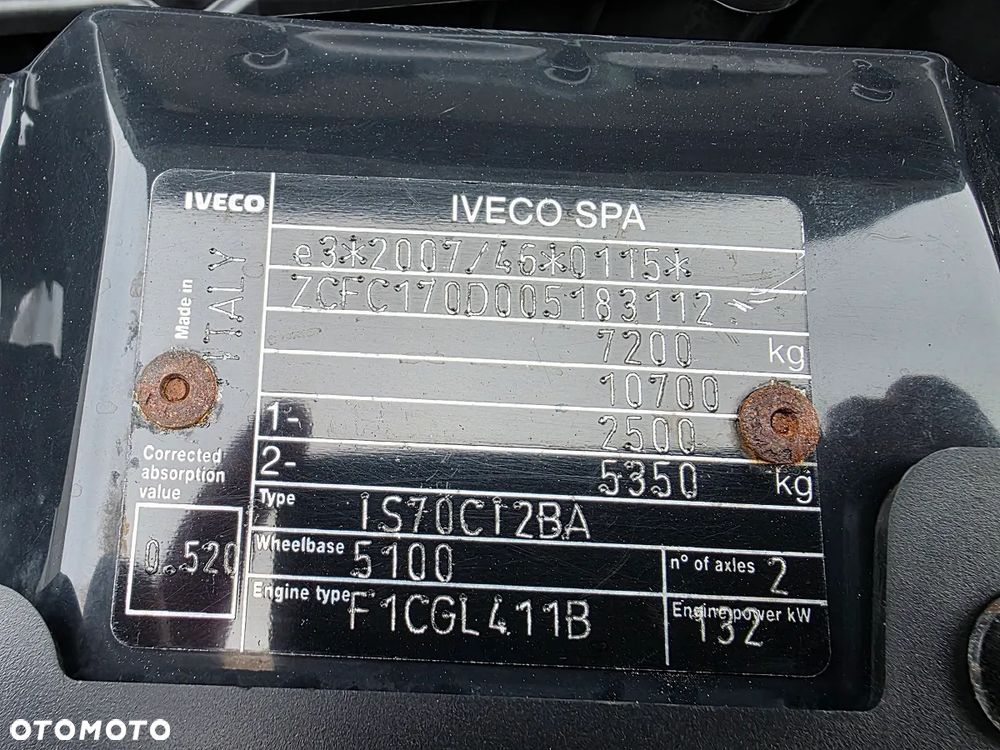 IVECO
IVECO SPA
Made in
ITALY
e3*2007/46*0115*
ZCFC170D005183112
7200 kg
10700
1- 2500
2- 5350 kg
Corrected
absorption
value
0.520
Type IS70CI2BA
Wheelbase 5100
n° of axles 2
Engine type F1CGL411B
Engine power kW
132
OTOMOTO